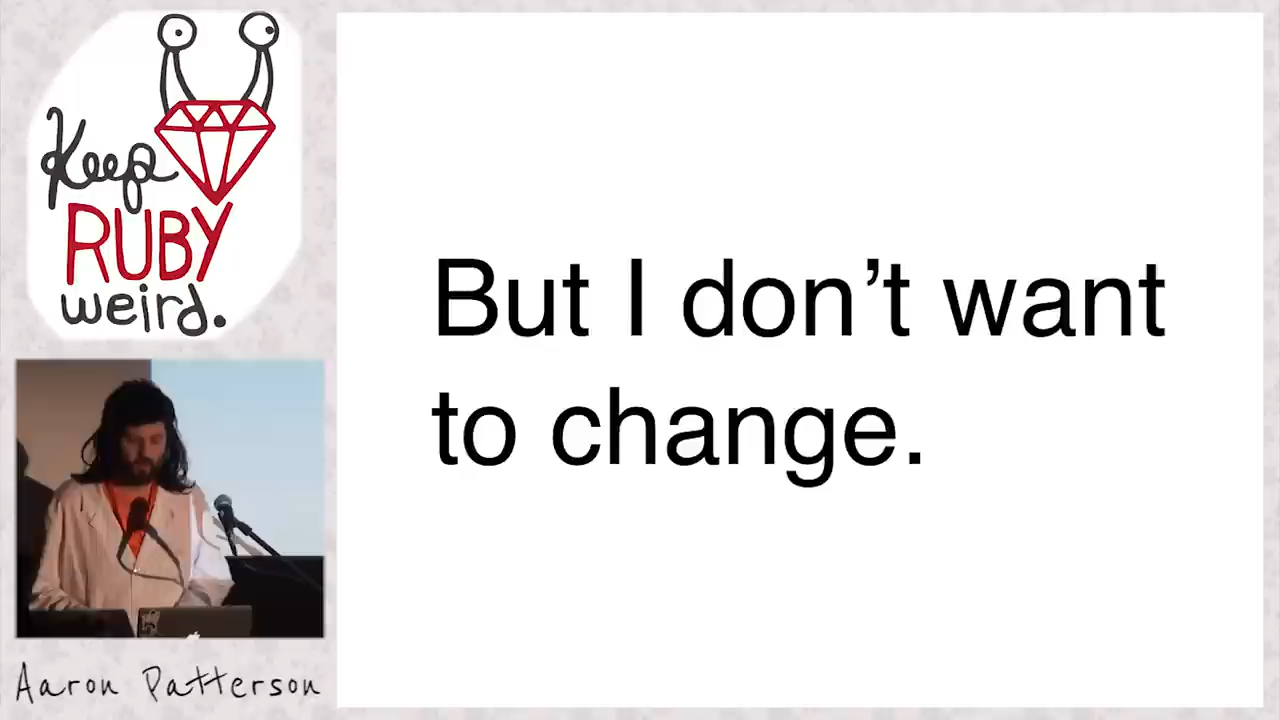 Keep
RUBY
weird.
But I don’t want
to change.
Aaron Patterson